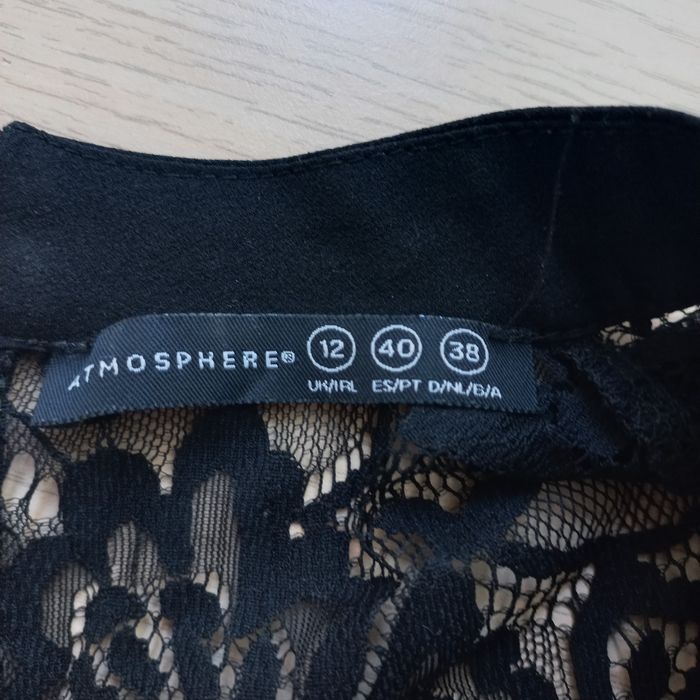 ATMOSPHERE® 12 40 38
UK/IRL ES/PT D/NL/B/A